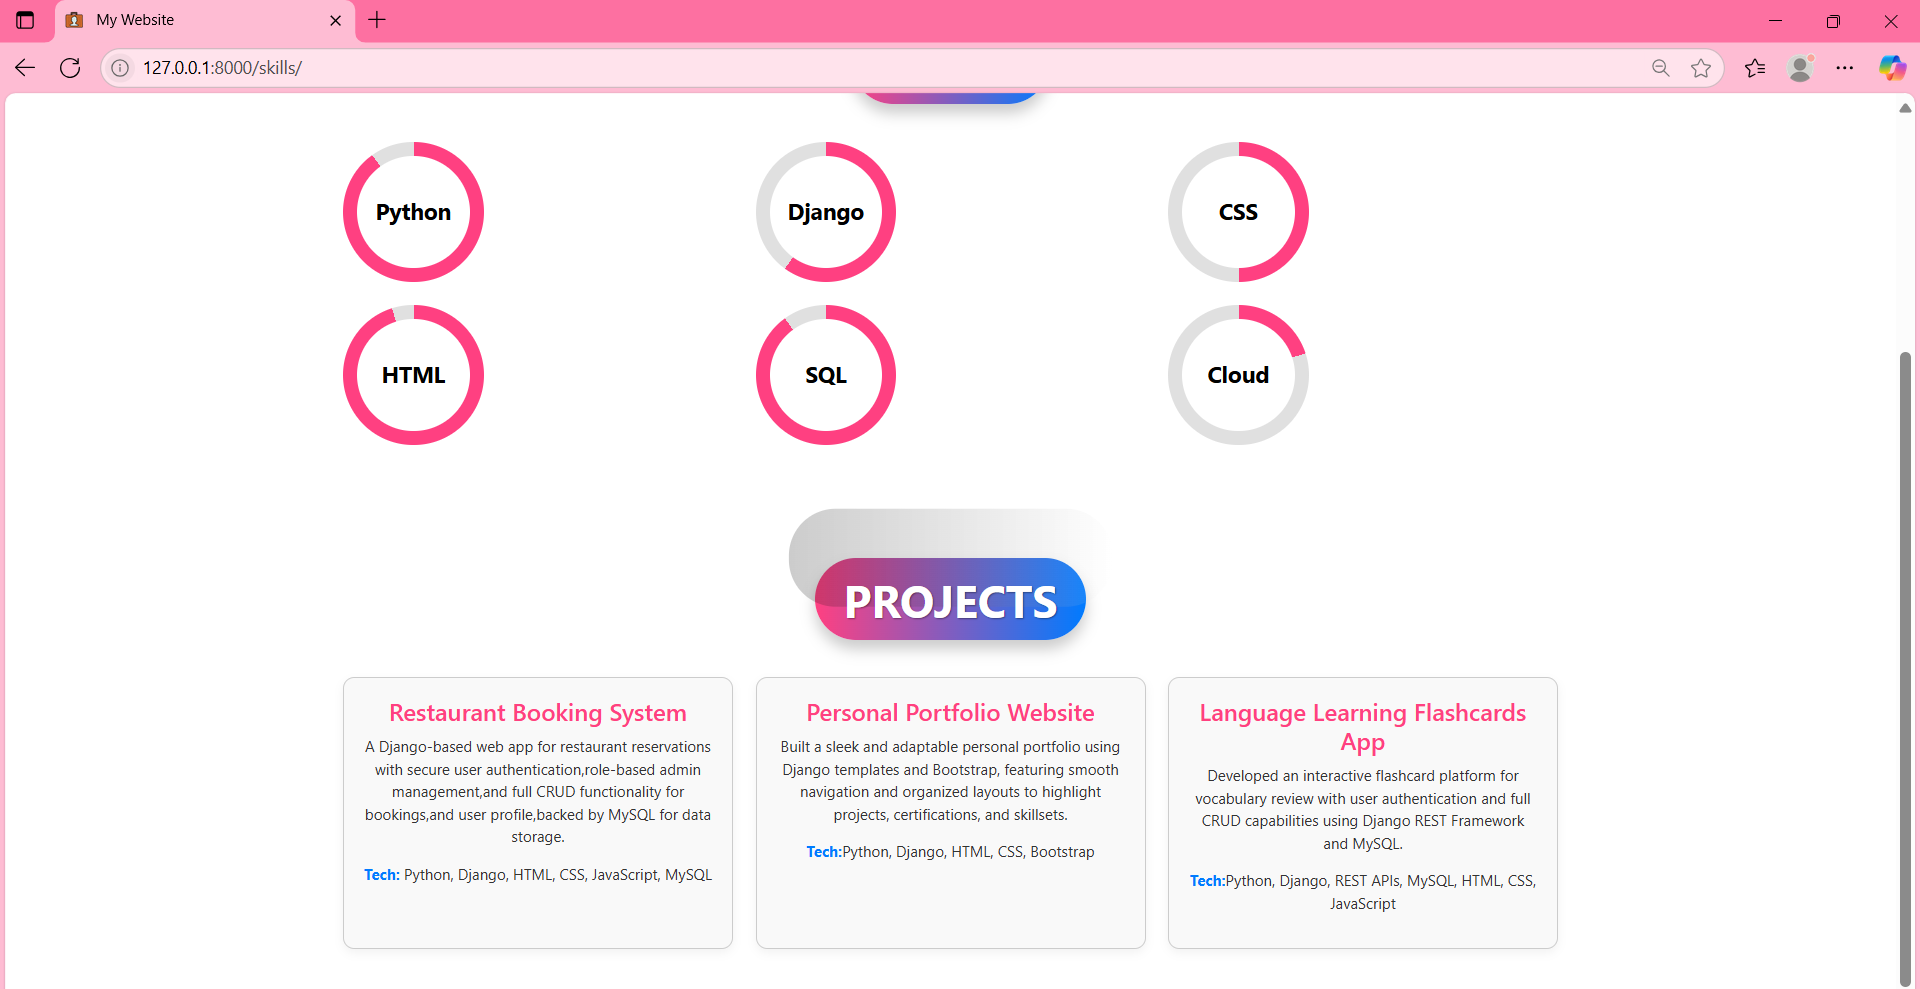 My Website
127.0.0.1:8000/skills/
Python
Django
CSS
HTML
SQL
Cloud
PROJECTS
Restaurant Booking System
A Django-based web app for restaurant reservations
with secure user authentication,role-based admin
management,and full CRUD functionality for
bookings,and user profile,backed by MySQL for data
storage.
Tech: Python, Django, HTML, CSS, JavaScript, MySQL
Personal Portfolio Website
Built a sleek and adaptable personal portfolio using
Django templates and Bootstrap, featuring smooth
navigation and organized layouts to highlight
projects, certifications, and skillsets.
Tech:Python, Django, HTML, CSS, Bootstrap
Language Learning Flashcards
App
Developed an interactive flashcard platform for
vocabulary review with user authentication and full
CRUD capabilities using Django REST Framework
and MySQL.
Tech:Python, Django, REST APIs, MySQL, HTML, CSS,
JavaScript